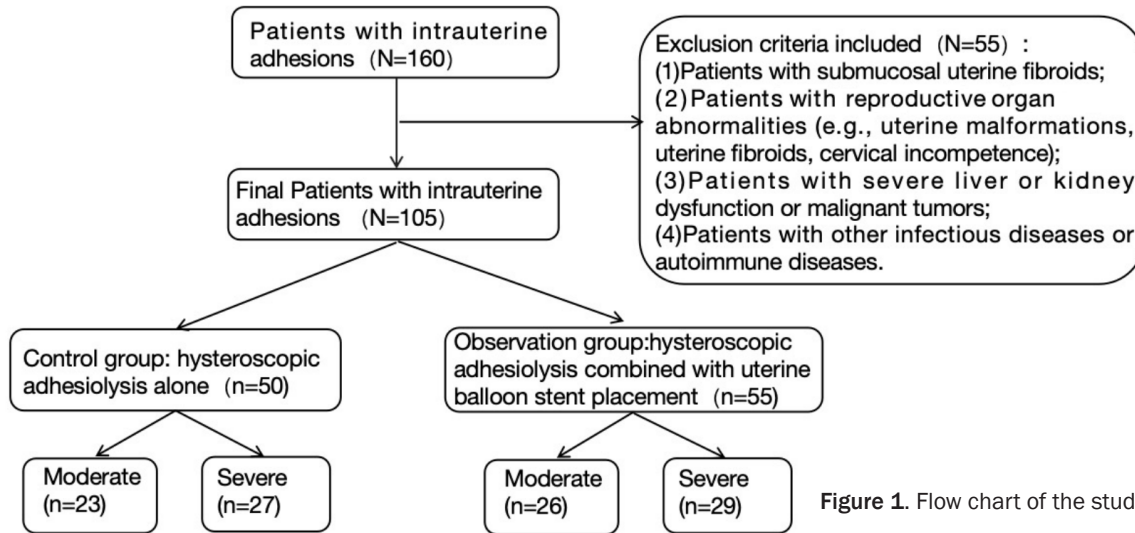 Patients with intrauterine
adhesions (N=160)
Exclusion criteria included (N=55) :
(1)Patients with submucosal uterine fibroids;
(2)Patients with reproductive organ
abnormalities (e.g., uterine malformations,
uterine fibroids, cervical incompetence);
(3)Patients with severe liver or kidney
dysfunction or malignant tumors;
(4)Patients with other infectious diseases or
autoimmune diseases.
Final Patients with intrauterine
adhesions (N=105)
Control group: hysteroscopic
adhesiolysis alone (n=50)
Observation group:hysteroscopic
adhesiolysis combined with uterine
balloon stent placement (n=55)
Moderate
(n=23)
Severe
(n=27)
Moderate
(n=26)
Severe
(n=29)
Figure 1. Flow chart of the stud